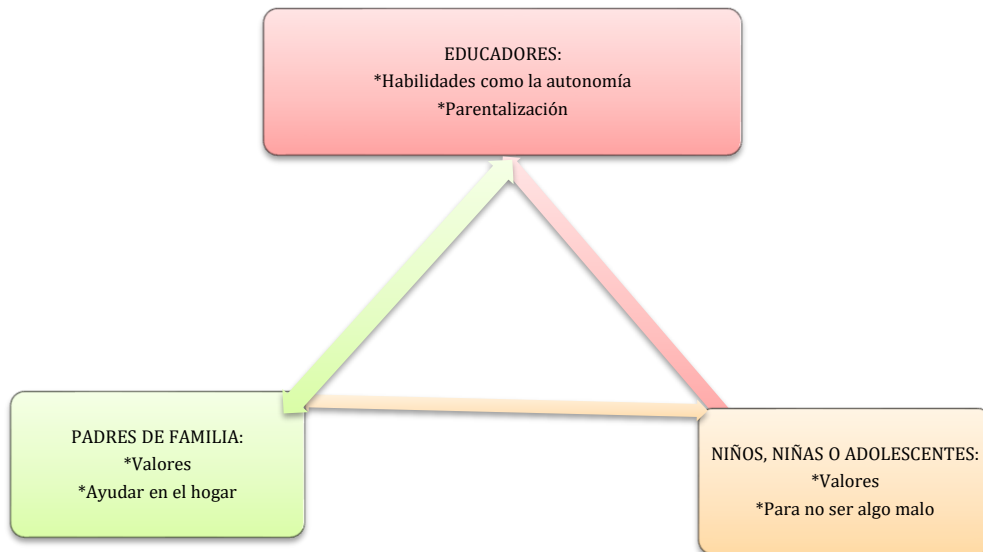 EDUCADORES:
*Habilidades como la autonomía
*Parentalización
PADRES DE FAMILIA:
*Valores
*Ayudar en el hogar
NIÑOS, NIÑAS O ADOLESCENTES:
*Valores
*Para no ser algo malo